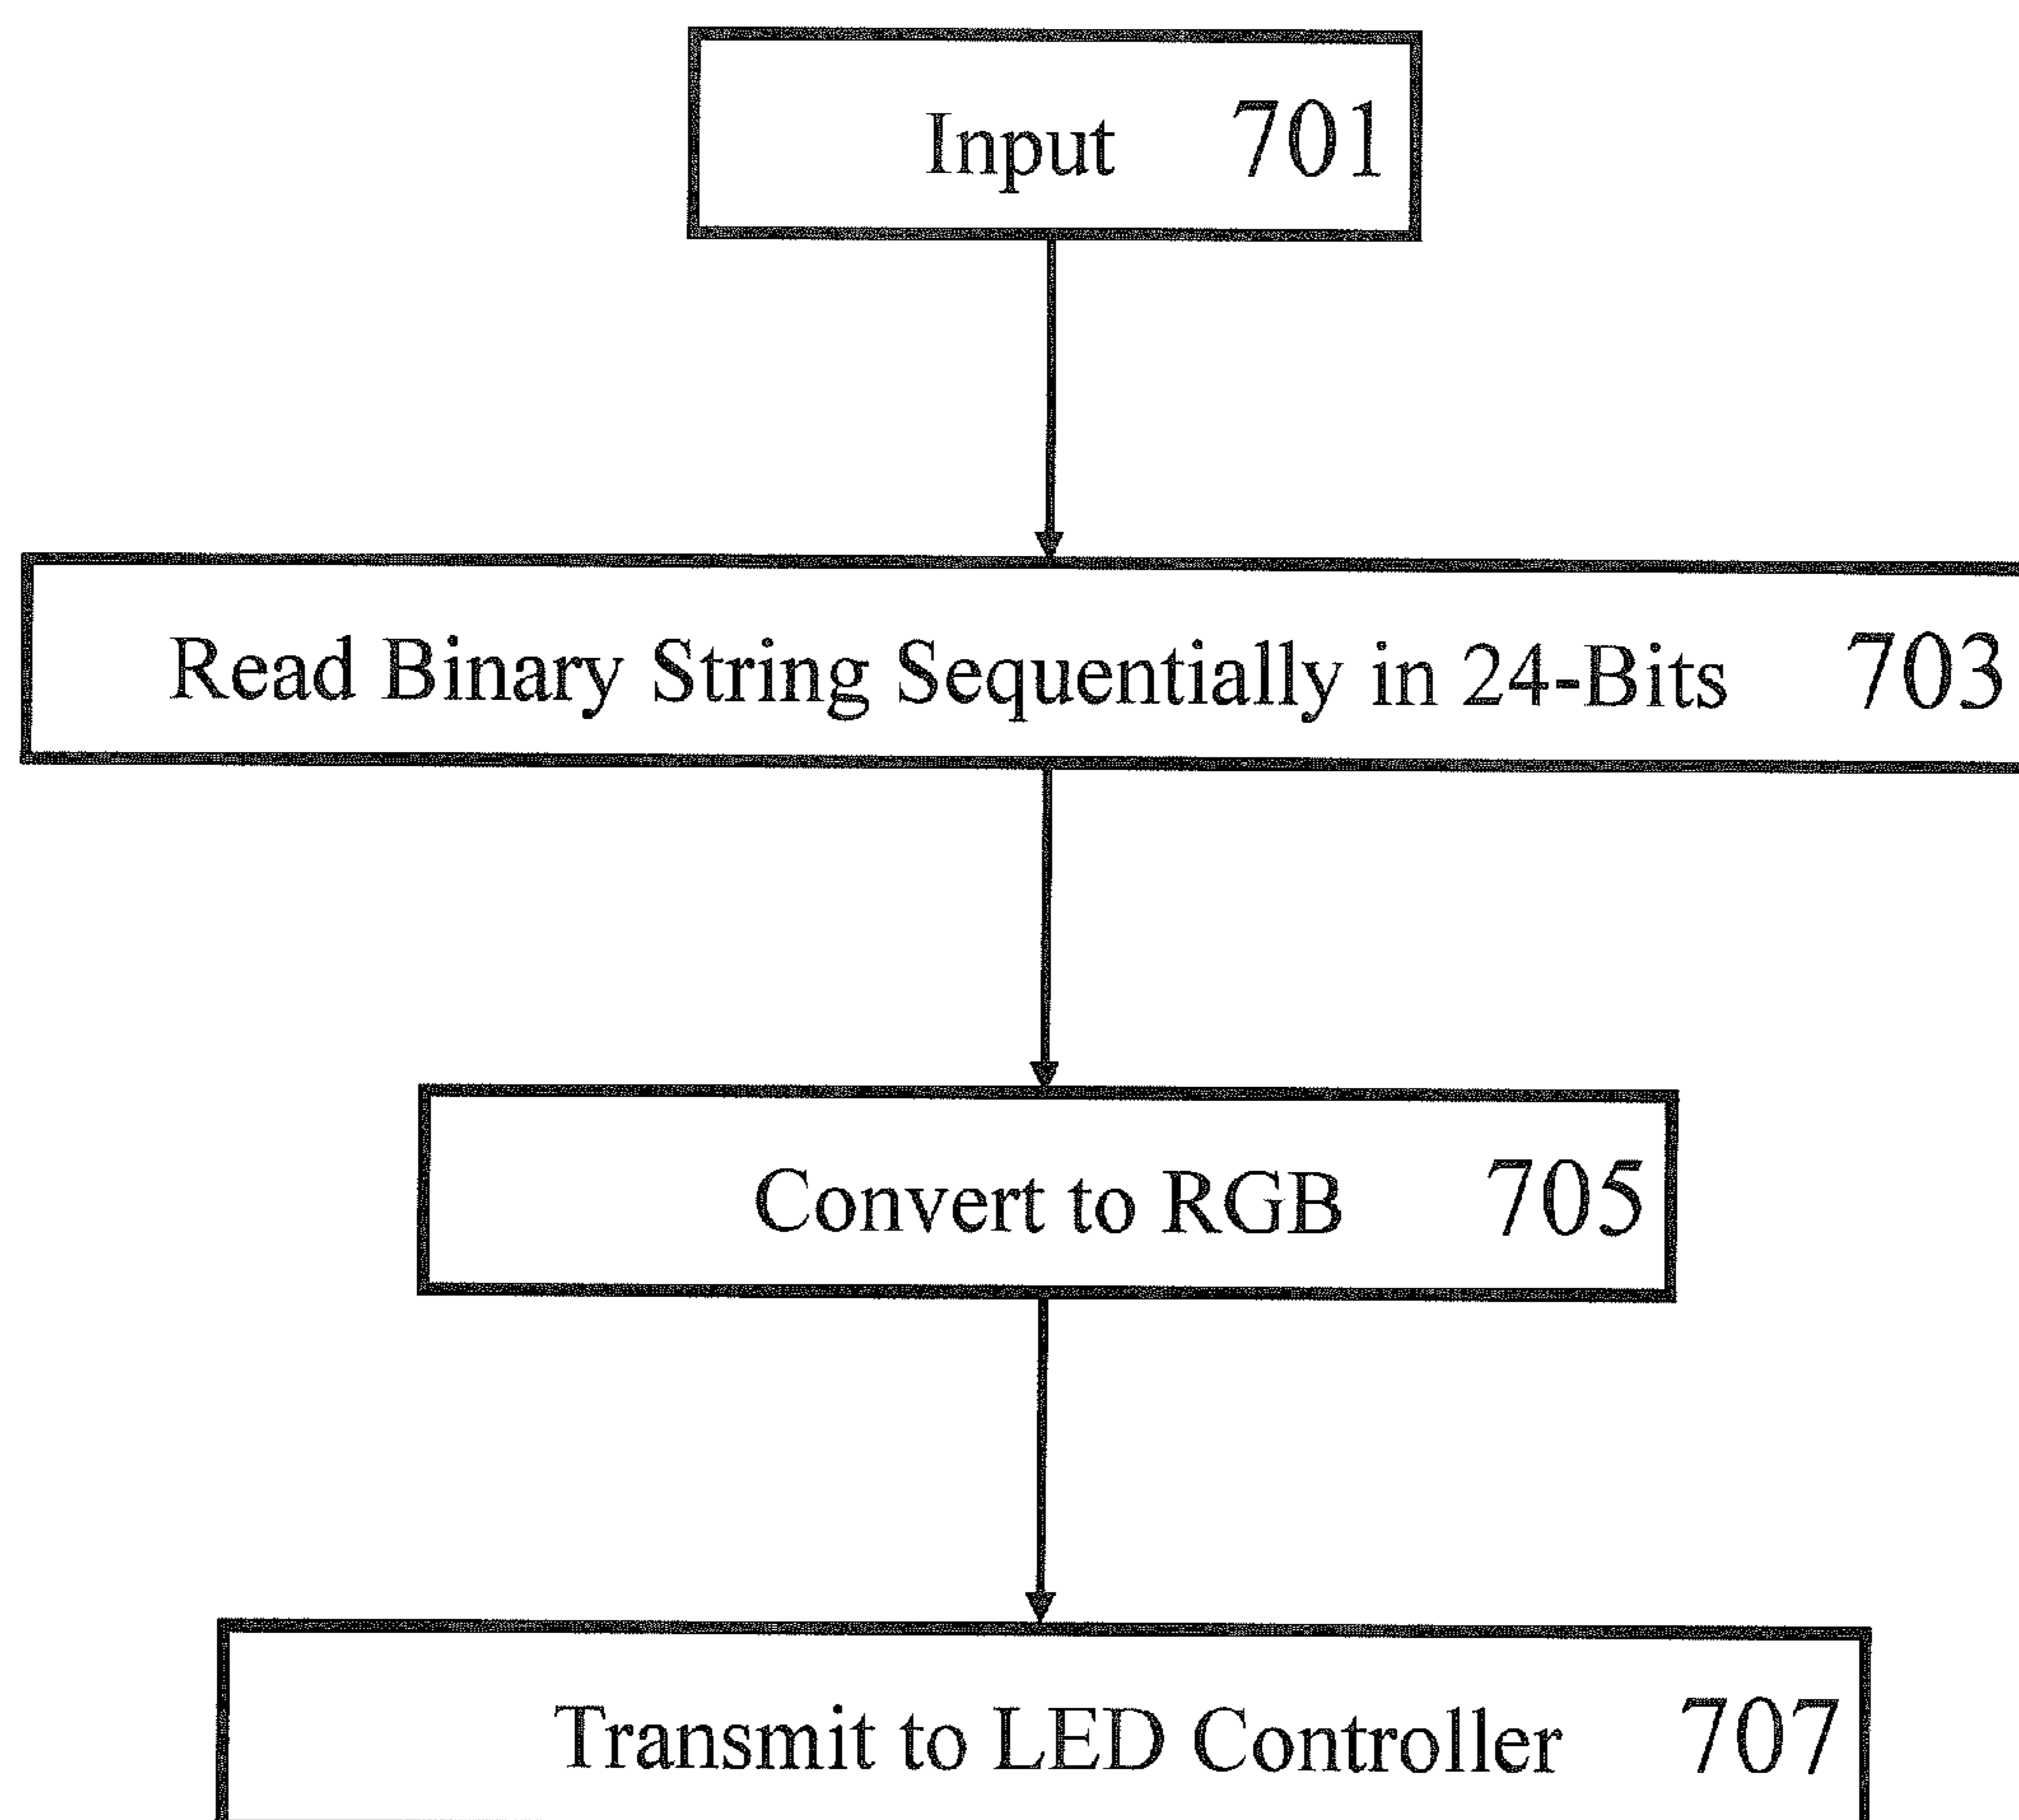 Input 701
Read Binary String Sequentially in 24-Bits 703
Convert to RGB 705
Transmit to LED Controller 707